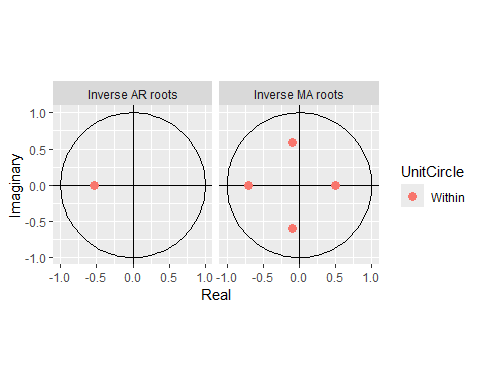 Inverse AR roots
Inverse MA roots
1.0
0.5
0.0
-0.5
-1.0
Imaginary
-1.0 -0.5 0.0 0.5 1.0
-1.0 -0.5 0.0 0.5 1.0
Real
UnitCircle
Within